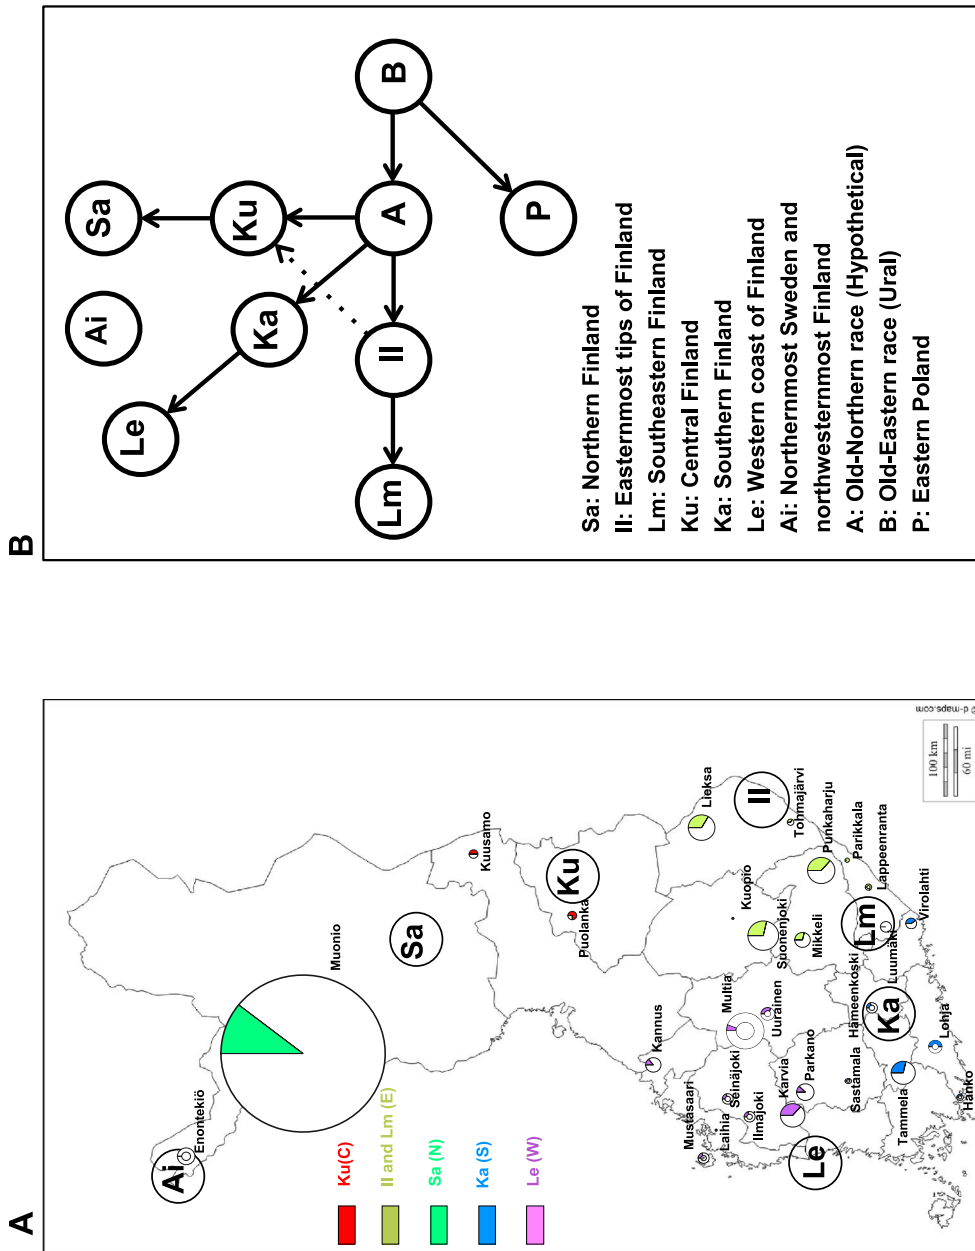 A
Ai
Enontekiö
Muonio
Sa
Kuusamo
Ku
Puolanka
Kannus
Lieksa
Il
Tohmajärvi
Kuopio
Suonenjoki
Mikkeli
Punkaharju
Parikkala
Lappeenranta
Lm
Luumäki
Virolahti
Multia
Uurainen
Mustasaari
Laihia
Seinäjoki
Ilmajoki
Karvia
Parkano
Le
Sastamala
Hämeenkoski
Ka
Tammela
Lohja
Hanko
Ku(C)
Il and Lm (E)
Sa (N)
Ka (S)
Le (W)
100 km
60 mi
© d-maps.com
B
Le
Ai
Sa
Ka
Ku
Lm
Il
A
B
P
Sa: Northern Finland
Il: Easternmost tips of Finland
Lm: Southeastern Finland
Ku: Central Finland
Ka: Southern Finland
Le: Western coast of Finland
Ai: Northernmost Sweden and
northwesternmost Finland
A: Old-Northern race (Hypothetical)
B: Old-Eastern race (Ural)
P: Eastern Poland